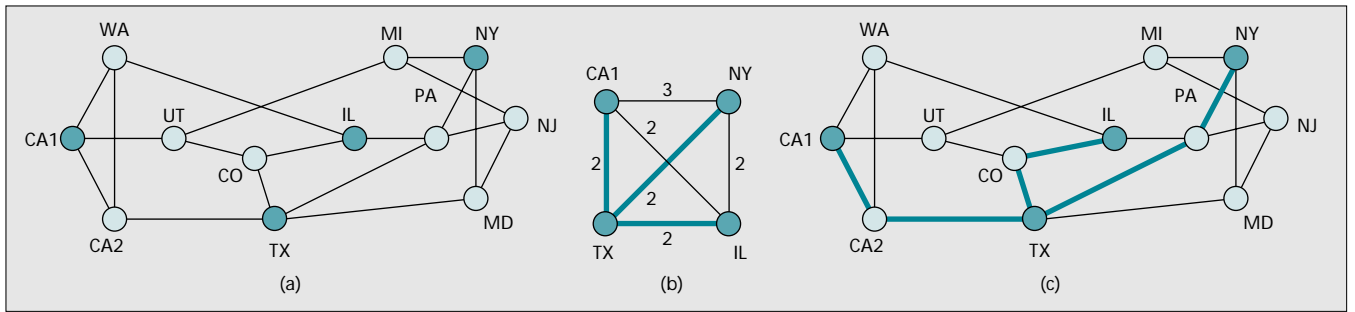 WA
MI
NY
UT
IL
PA
CA1
NJ
CO
CA2
TX
MD
(a)
CA1
NY
3
2
2
2
2
2
TX
IL
(b)
WA
MI
NY
UT
IL
PA
CA1
NJ
CO
CA2
TX
MD
(c)